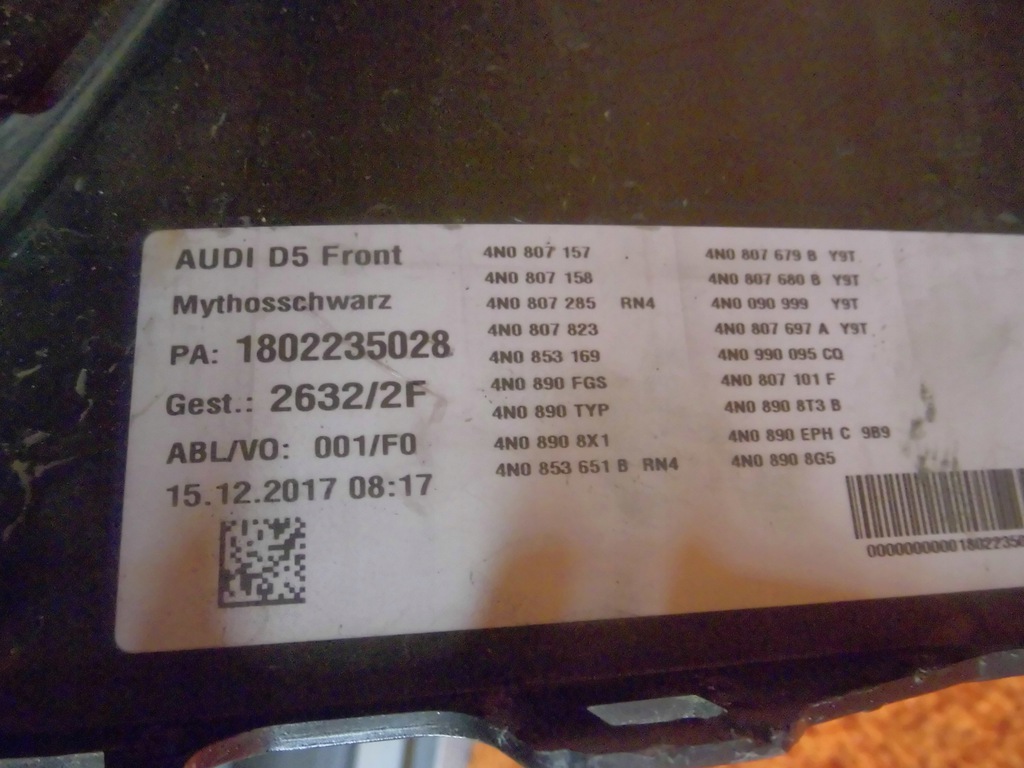 AUDI D5 Front
Mythosschwarz
PA: 1802235028
Gest.: 2632/2F
ABL/VO: 001/F0
15.12.2017 08:17
4N0 807 157
4N0 807 158
4N0 807 285 RN4
4N0 807 823
4N0 853 169
4N0 890 FGS
4N0 890 TYP
4N0 890 8X1
4N0 853 651 B RN4
4N0 807 679 B Y9T
4N0 807 680 B Y9T
4N0 090 999 Y9T
4N0 807 697 A Y9T
4N0 990 095 CQ
4N0 807 101 F
4N0 890 8T3 B
4N0 890 EPH C 9B9
4N0 890 8G5
000000000018022350